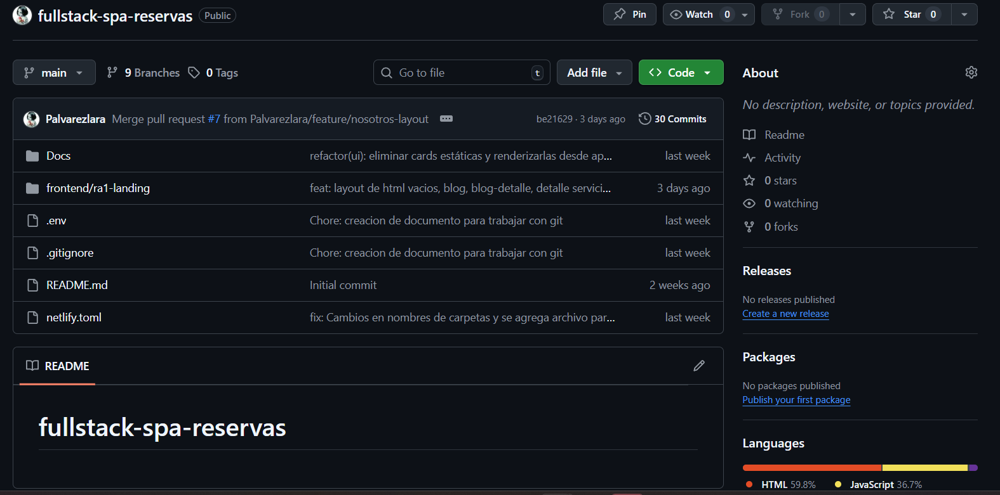 fullstack-spa-reservas Public
Pin
Watch 0
Fork 0
Star 0
main
9 Branches
0 Tags
Go to file t
Add file
Code
Palvarezlara Merge pull request #7 from Palvarezlara/feature/nosotros-layout be21629 · 3 days ago 30 Commits
Docs refactor(ui): eliminar cards estáticas y renderizarlas desde ap... last week
frontend/ra1-landing feat: layout de html vacios, blog, blog-detalle, detalle servici... 3 days ago
.env Chore: creacion de documento para trabajar con git last week
.gitignore Chore: creacion de documento para trabajar con git last week
README.md Initial commit 2 weeks ago
netlify.toml fix: Cambios en nombres de carpetas y se agrega archivo par... last week
README
fullstack-spa-reservas
About
No description, website, or topics provided.
Readme
Activity
0 stars
0 watching
0 forks
Releases
No releases published
Create a new release
Packages
No packages published
Publish your first package
Languages
HTML 59.8% JavaScript 36.7%